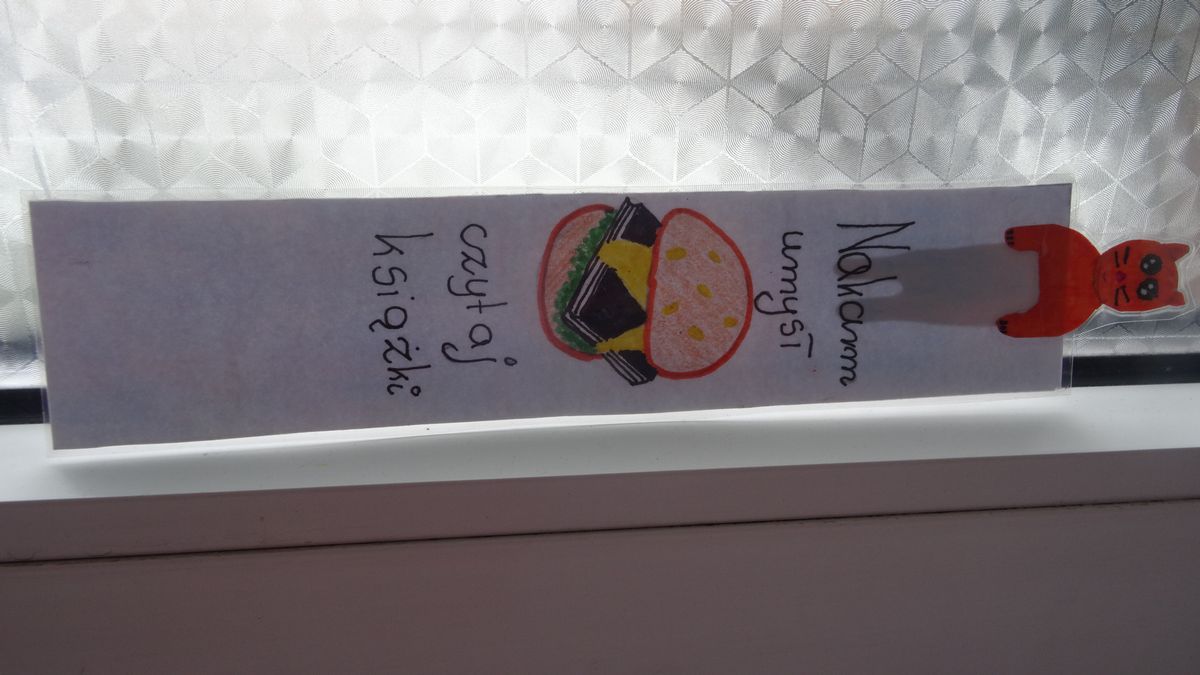 Nakarm
umysł
czytaj
książki